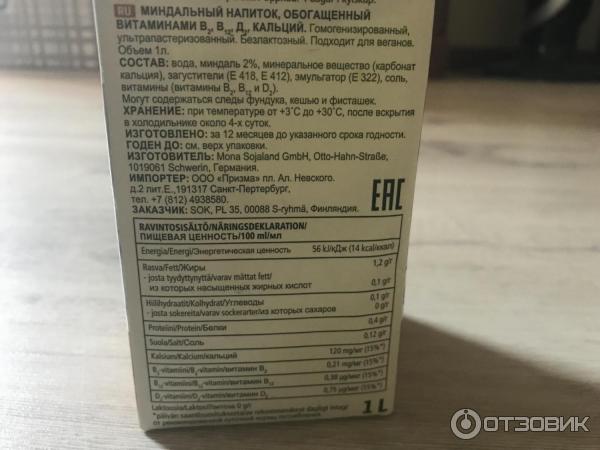 RU МИНДАЛЬНЫЙ НАПИТОК, ОБОГАЩЕННЫЙ
ВИТАМИНАМИ B₂, B₁₂, Д₂, КАЛЬЦИЙ. Гомогенизированный,
ультрапастеризованный. Безлактозный. Подходит для веганов.
Объем 1л.
СОСТАВ: вода, миндаль 2%, минеральное вещество (карбонат
кальция), загустители (Е 418, Е 412), эмульгатор (Е 322), соль,
витамины (витамины B₂, B₁₂ и D₂).
Могут содержаться следы фундука, кешью и фисташек.
ХРАНЕНИЕ: при температуре от +3˚С до +30˚С, после вскрытия
в холодильнике около 4-х суток.
ИЗГОТОВЛЕНО: за 12 месяцев до указанного срока годности.
ГОДЕН ДО: см. верх упаковки.
ИЗГОТОВИТЕЛЬ: Mona Sojaland GmbH, Otto-Hahn-Straße,
1019061 Schwerin, Германия.
ИМПОРТЕР: ООО «Призма» пл. Ал. Невского.
д.2 лит.Е.,191317 Санкт-Пертербург,
тел. +7 (812) 4938580.
ЗАКАЗЧИК: SOK, PL 35, 00088 S-ryhmä, Финляндия.
EAC
RAVINTOSISÄLTÖ/NÄRINGSDEKLARATION/
ПИЩЕВАЯ ЦЕННОСТЬ/100 ml/мл
Energia/Energi/Энергетическая ценность 56 kJ/кДж (14 kcal/ккал)
Rasva/Fett/Жиры 1,2 g/г
- josta tyydyttynyttä/varav mättat fett/
из которых насыщенных жирных кислот 0,1 g/г
Hiilihydraatit/Kolhydrat/Углеводы 0,1 g/г
- josta sokereita/varav sockerarter/из которых сахаров 0 g/г
Proteiini/Protein/Белки 0,4 g/г
Suola/Salt/Соль 0,12 g/г
Kalsium/Kalcium/кальций 120 mg/мг (15%*)
B₂-vitamiini/B₂-vitamin/витамин B₂ 0,21 mg/мг (15%*)
B₁₂-vitamiini/B₁₂-vitamin/витамин B₁₂ 0,38 µg/мкг (15%*)
D₂-vitamiini/D₂-vitamin/витамин D₂ 0,75 µg/мкг (15%*)
0 g/г
1 L
ОТЗОВИК